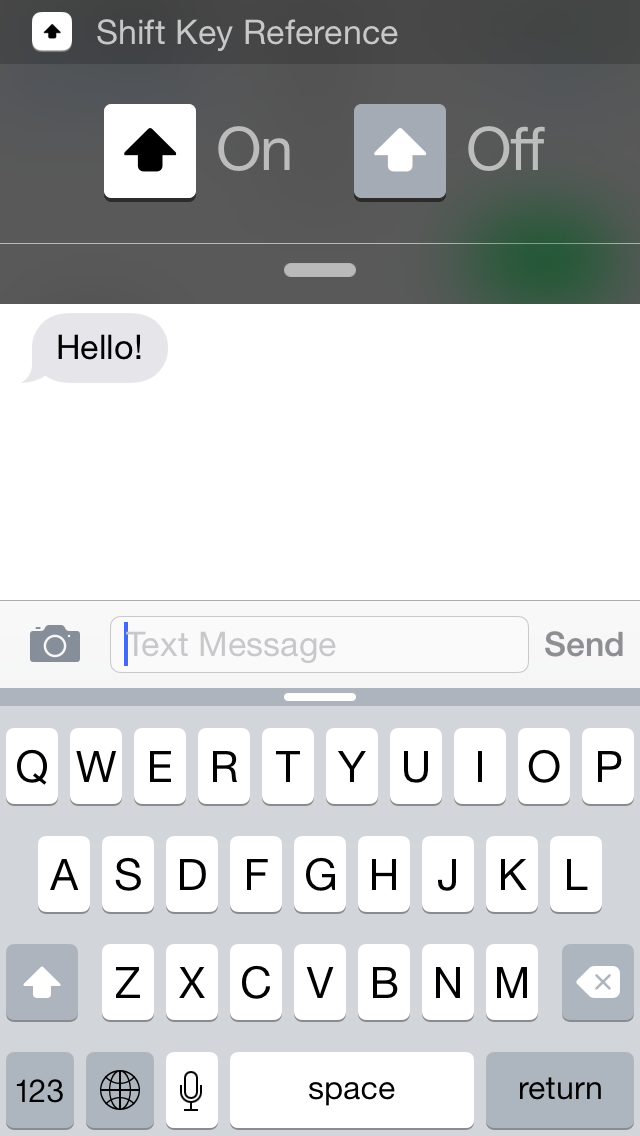 Shift Key Reference
On Off
Hello!
Text Message Send
Q W E R T Y U I O P
A S D F G H J K L
Z X C V B N M
123 space return